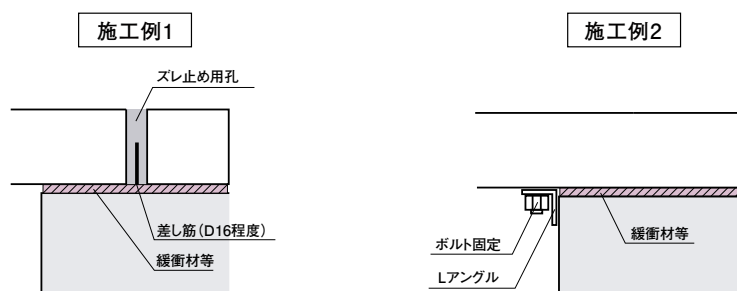 施工例1
ズレ止め用孔
差し筋(D16程度)
緩衝材等
施工例2
ボルト固定
緩衝材等
Lアングル